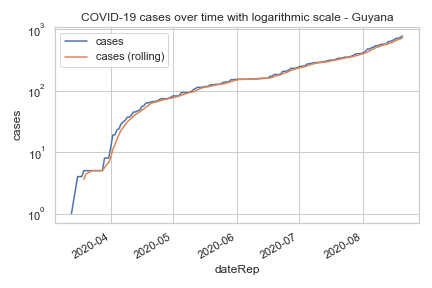 COVID-19 cases over time with logarithmic scale - Guyana
cases
cases (rolling)
10³
10²
10¹
10⁰
cases
2020-04
2020-05
2020-06
2020-07
2020-08
dateRep